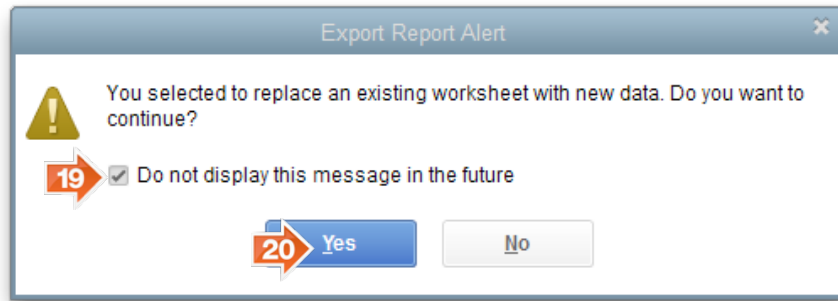 Export Report Alert
You selected to replace an existing worksheet with new data. Do you want to
continue?
19 Do not display this message in the future
20 Yes No